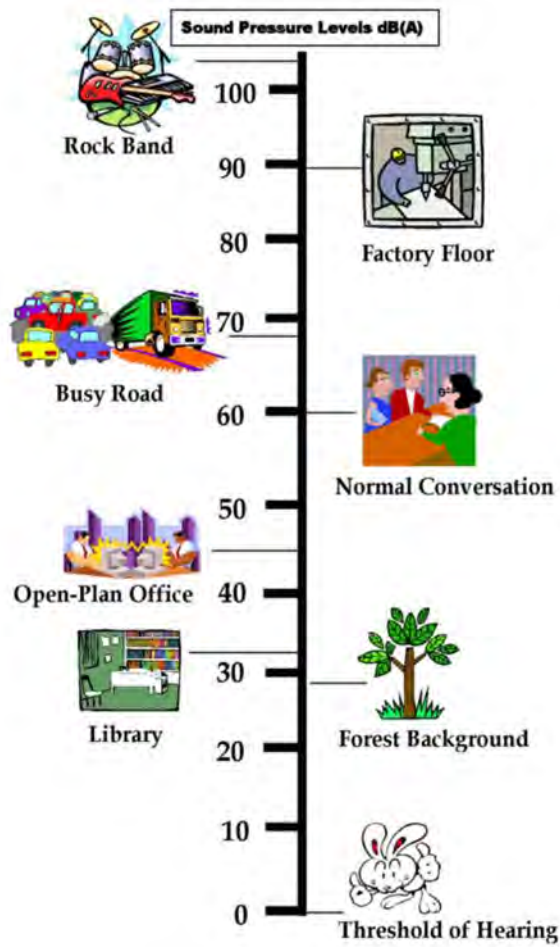 Sound Pressure Levels dB(A)
100
Rock Band
90
80
Factory Floor
70
Busy Road
60
Normal Conversation
50
Open-Plan Office
40
30
Library
Forest Background
20
10
0
Threshold of Hearing